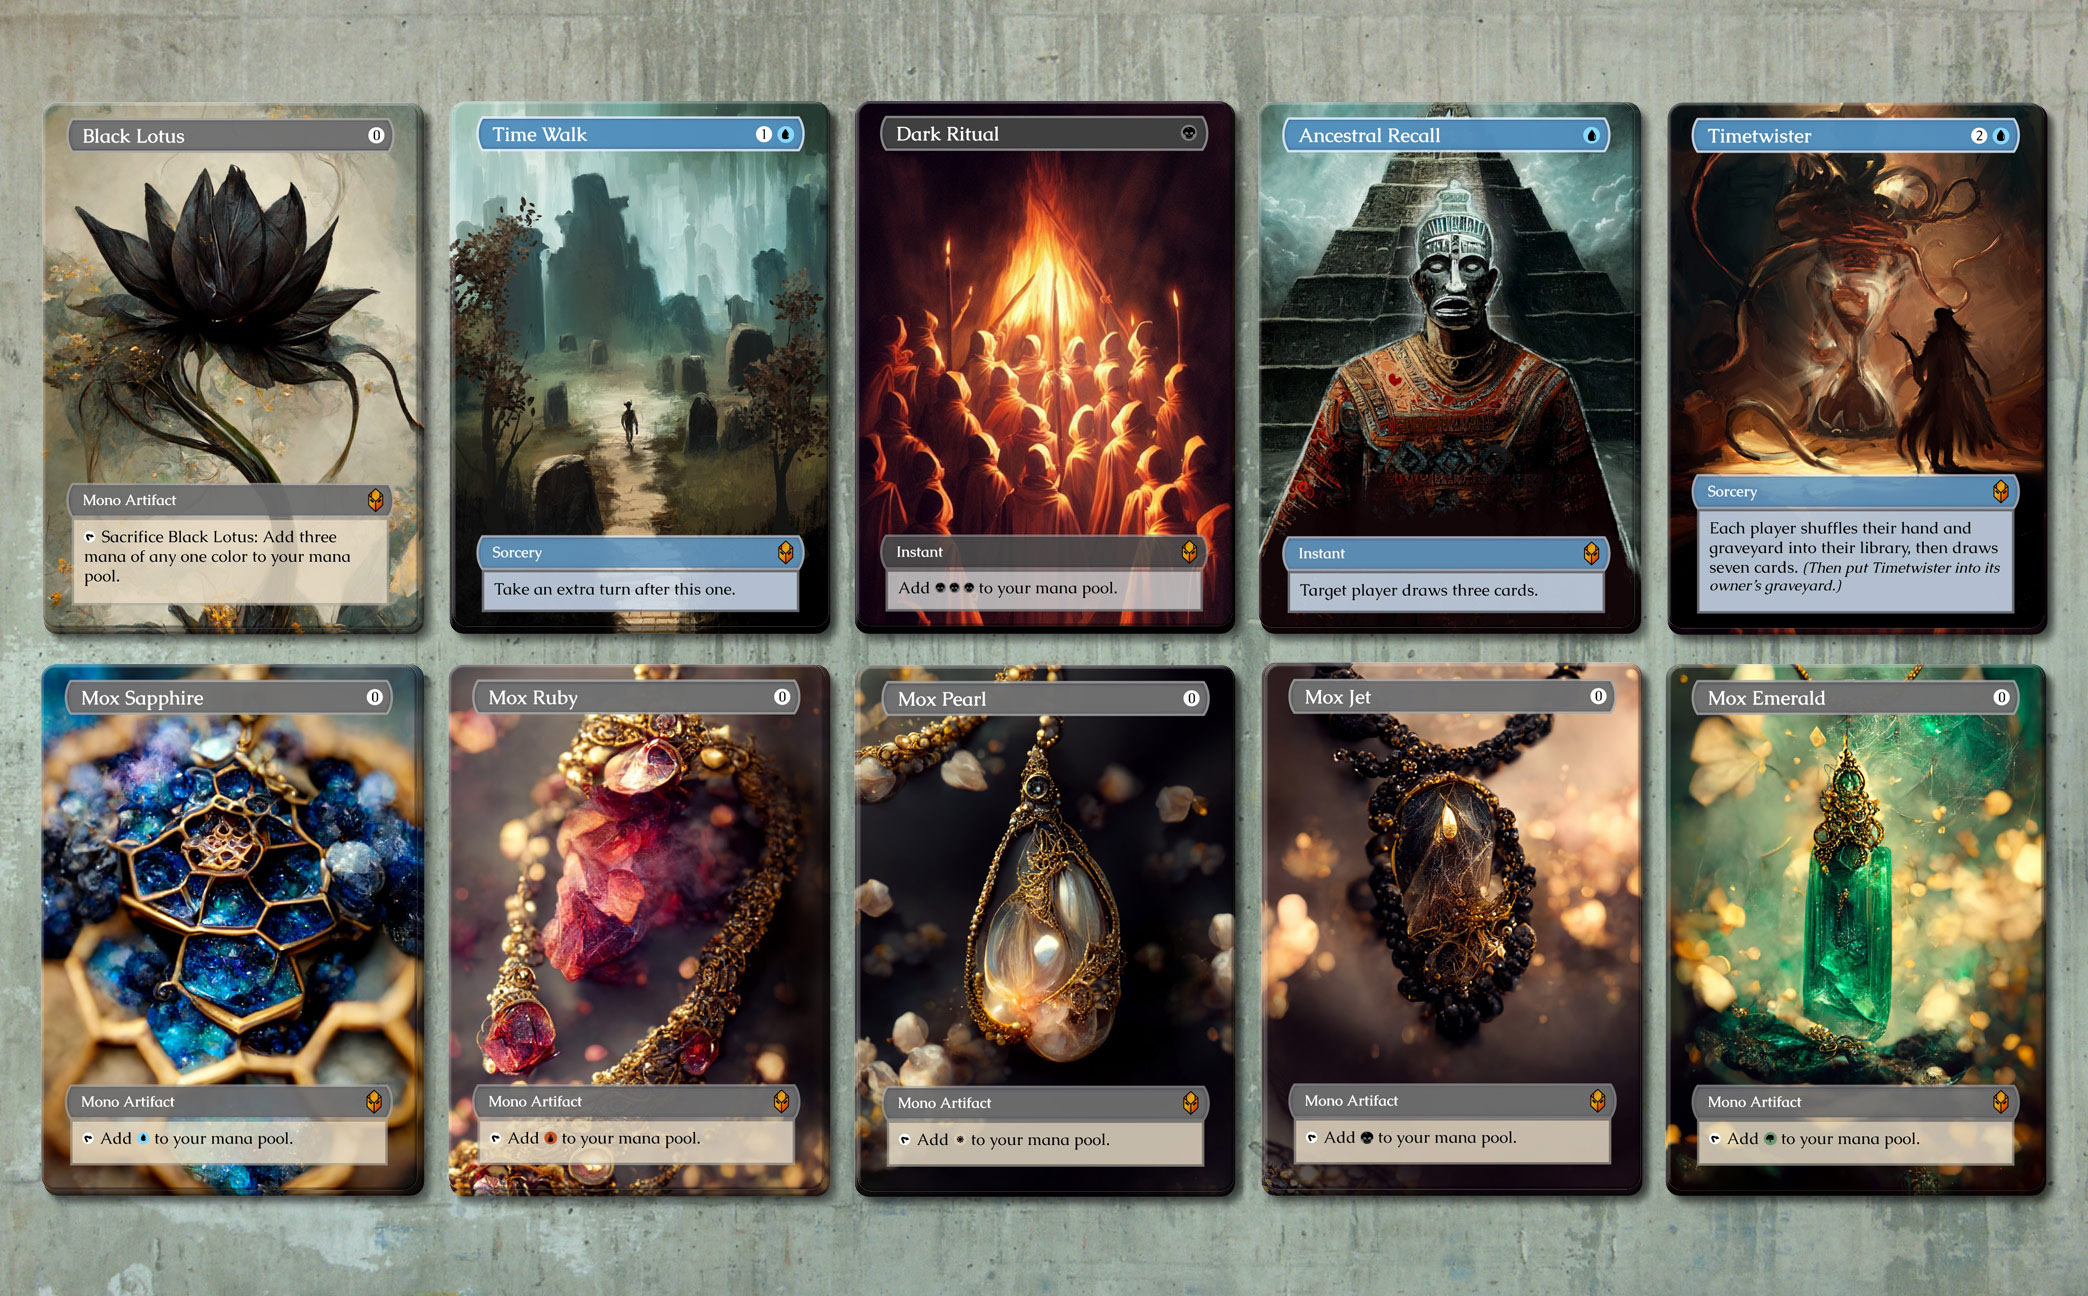 Black Lotus 0
Mono Artifact
Sacrifice Black Lotus: Add three
mana of any one color to your mana
pool.
Time Walk 1
Sorcery
Take an extra turn after this one.
Dark Ritual
Instant
Add to your mana pool.
Ancestral Recall
Instant
Target player draws three cards.
Timetwister 2
Sorcery
Each player shuffles their hand and
graveyard into their library, then draws
seven cards. (Then put Timetwister into its
owner's graveyard.)
Mox Sapphire 0
Mono Artifact
Add to your mana pool.
Mox Ruby 0
Mono Artifact
Add to your mana pool.
Mox Pearl 0
Mono Artifact
Add to your mana pool.
Mox Jet 0
Mono Artifact
Add to your mana pool.
Mox Emerald 0
Mono Artifact
Add to your mana pool.